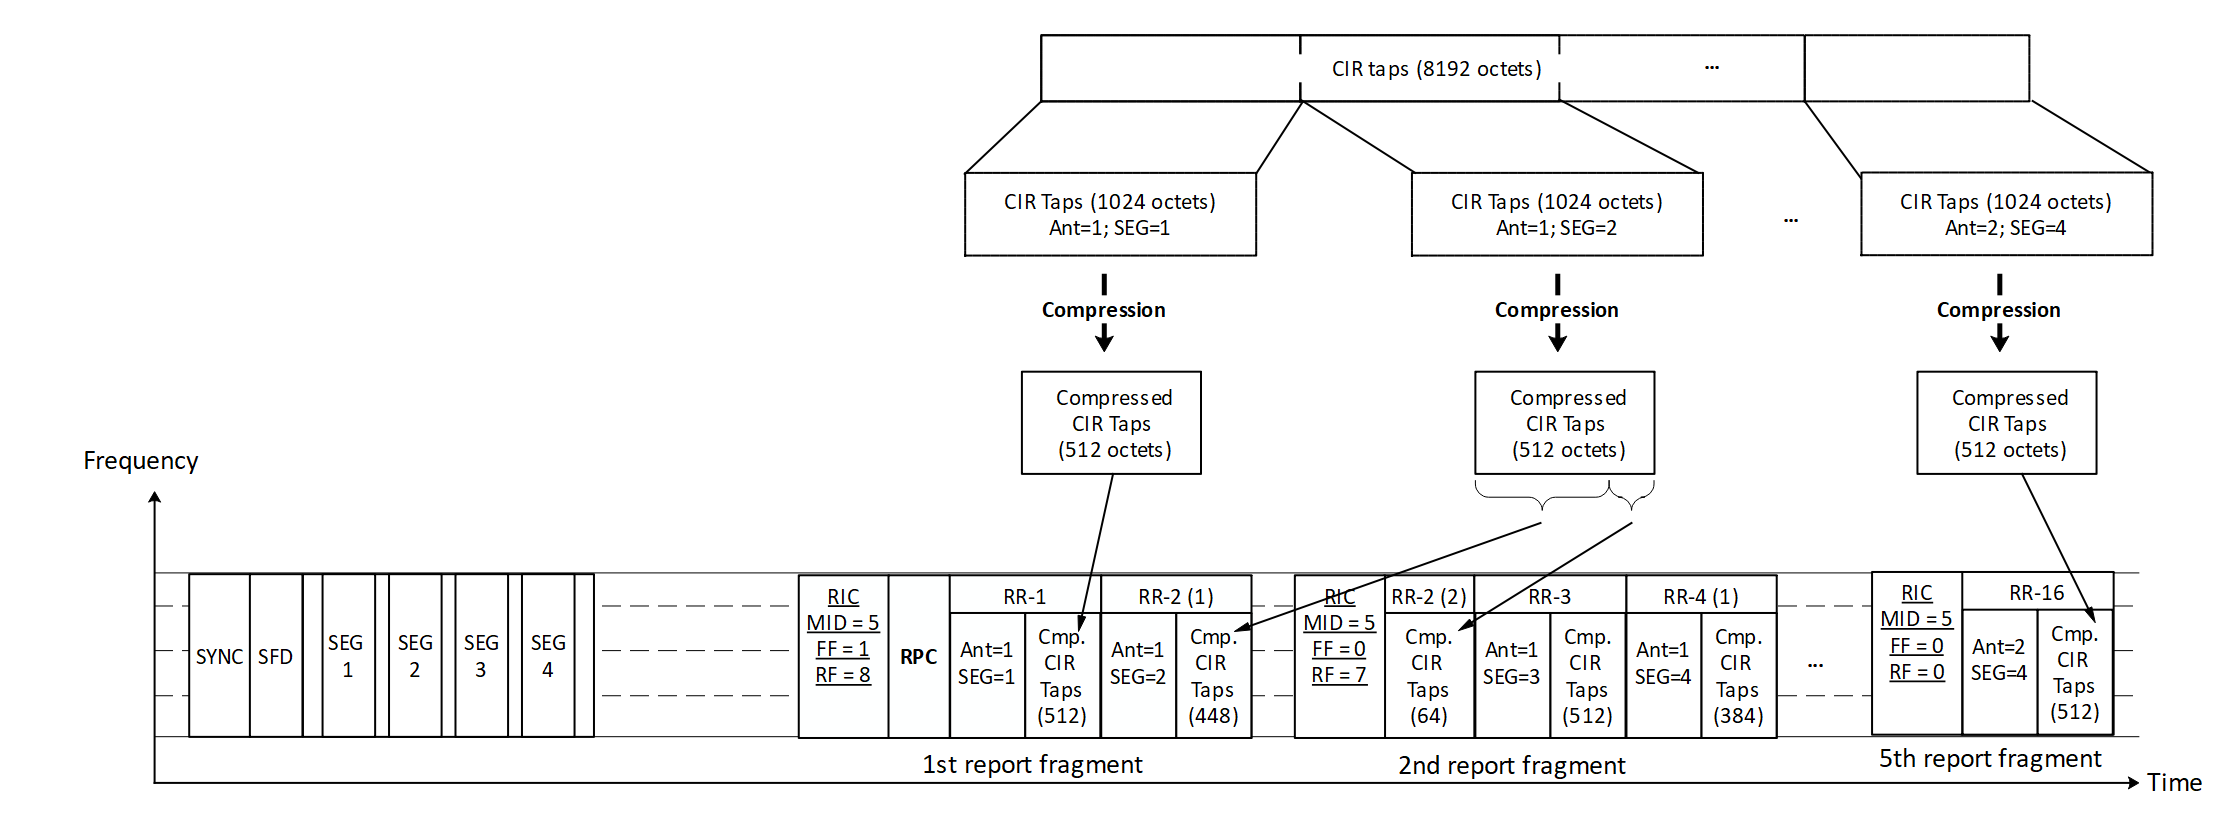 CIR taps (8192 octets)
...
CIR Taps (1024 octets)
Ant=1; SEG=1
CIR Taps (1024 octets)
Ant=1; SEG=2
...
CIR Taps (1024 octets)
Ant=2; SEG=4
Compression
Compression
Compression
Compressed
CIR Taps
(512 octets)
Compressed
CIR Taps
(512 octets)
Compressed
CIR Taps
(512 octets)
Frequency
SYNC
SFD
SEG
1
SEG
2
SEG
3
SEG
4
RIC
MID = 5
FF = 1
RF = 8
RPC
RR-1
Ant=1
SEG=1
Cmp.
CIR
Taps
(512)
RR-2 (1)
Ant=1
SEG=2
Cmp.
CIR
Taps
(448)
RIC
MID = 5
FF = 0
RF = 7
RR-2 (2)
Cmp.
CIR
Taps
(64)
RR-3
Ant=1
SEG=3
Cmp.
CIR
Taps
(512)
RR-4 (1)
Ant=1
SEG=4
Cmp.
CIR
Taps
(384)
...
RIC
MID = 5
FF = 0
RF = 0
RR-16
Ant=2
SEG=4
Cmp.
CIR
Taps
(512)
1st report fragment
2nd report fragment
5th report fragment
Time